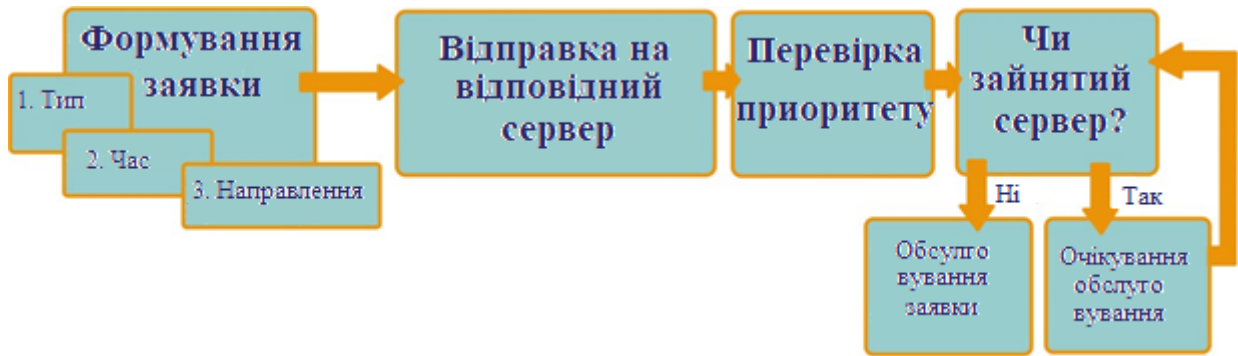 Формування
заявки
1. Тип
2. Час
3. Направлення
Відправка на
відповідний
сервер
Перевірка
приоритету
Чи
зайнятий
сервер?
Ні
Так
Обсулго
вування
заявки
Очікування
обслуго
вування